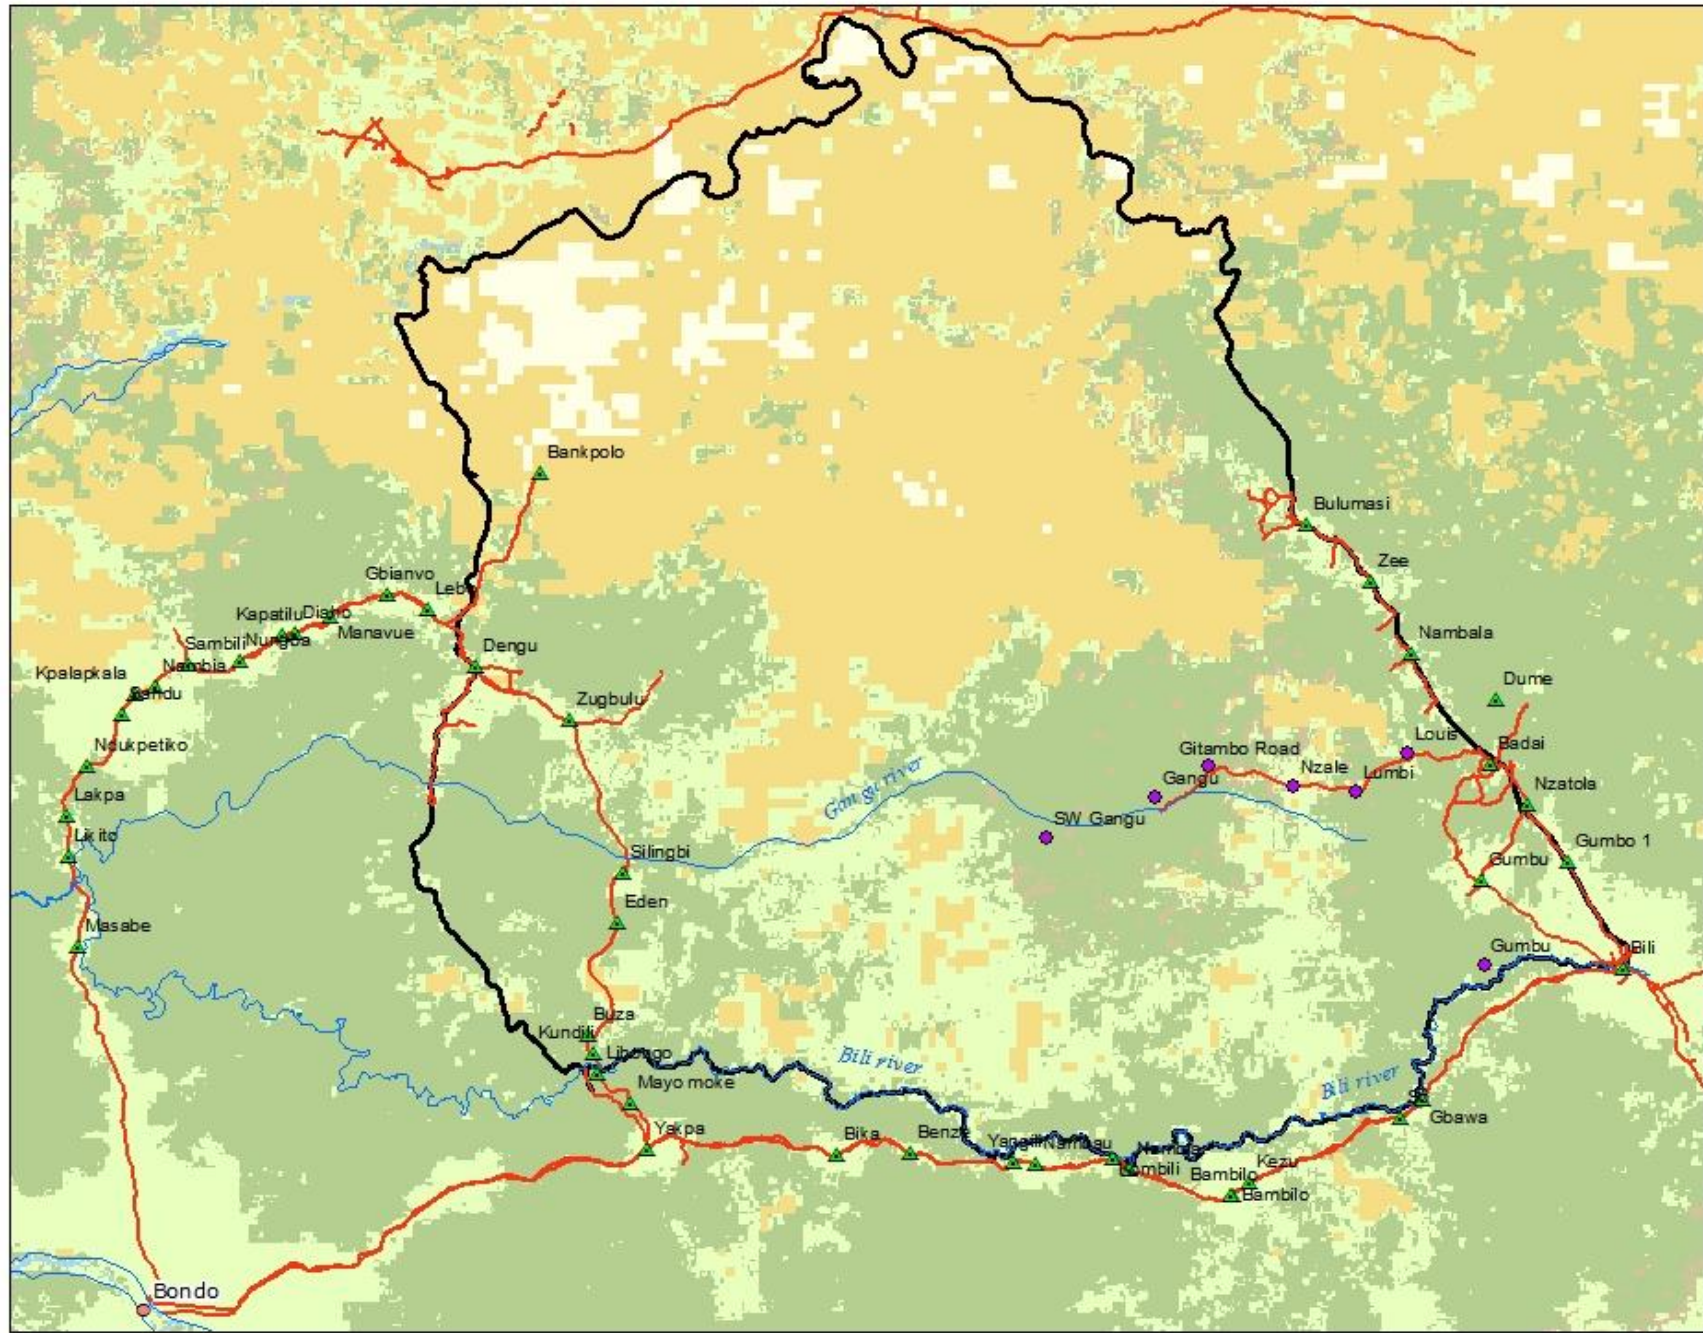 Bankpolo
Bulumasi
Zee
Gbianvo
Leb
Kapatilu
Diaho
Manavue
Nambala
Sambili
Nungba
Dengu
Kpalapkala
Nambia
Dume
Zugbulu
Louis
Badai
Ndukpetiko
Gitambo Road
Nzale
Lumbi
Gangu
Lakpa
Gangu river
Nzatola
SW Gangu
Likito
Silingbi
Gumbu
Gumbo 1
Eden
Masabe
Gumbu
Bili
Buza
Kundili
Libongo
Bili river
Mayo moke
Bili river
Gbawa
Yakpa
Bika
Benze
Kezu
Bambilo
Bambilo
Bondo